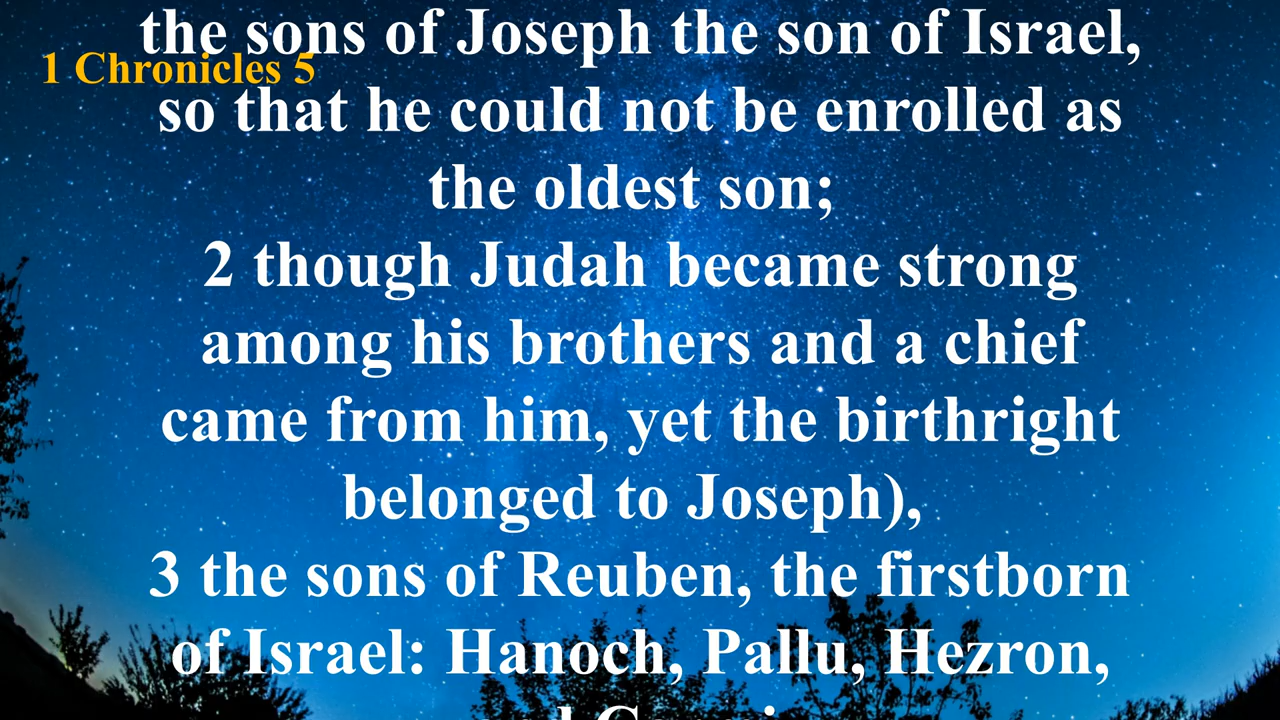 the sons of Joseph the son of Israel,
1 Chronicles 5
so that he could not be enrolled as
the oldest son;
2 though Judah became strong
among his brothers and a chief
came from him, yet the birthright
belonged to Joseph),
3 the sons of Reuben, the firstborn
of Israel: Hanoch, Pallu, Hezron,